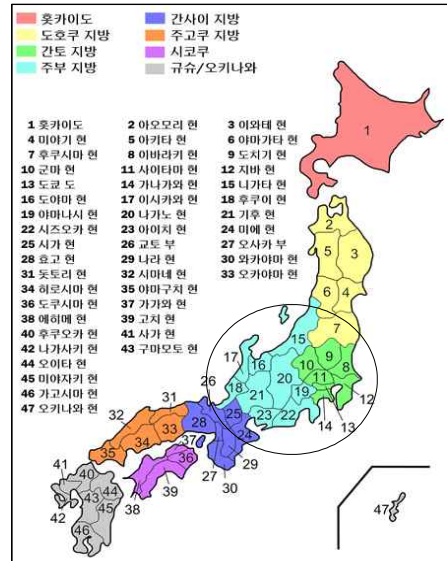 홋카이도 간사이 지방
도호쿠 지방 주고쿠 지방
간토 지방 시코쿠
주부 지방 규슈/오키나와
1 홋카이도 2 아오모리 현 3 이와테 현
4 미야기 현 5 아키타 현 6 야마가타 현
7 후쿠시마 현 8 이바라키 현 9 도치기 현
10 군마 현 11 사이타마 현 12 지바 현
13 도쿄 도 14 가나가와 현 15 니가타 현
16 도야마 현 17 이시카와 현 18 후쿠이 현
19 야마나시 현 20 나가노 현 21 기후 현
22 시즈오카 현 23 아이치 현 24 미에 현
25 시가 현 26 교토 부 27 오사카 부
28 효고 현 29 나라 현 30 와카야마 현
31 돗토리 현 32 시마네 현 33 오카야마 현
34 히로시마 현 35 야마구치 현
36 도쿠시마 현 37 가가와 현
38 에히메 현 39 고치 현
40 후쿠오카 현 41 사가 현
42 나가사키 현 43 구마모토 현
44 오이타 현
45 미야자키 현
46 가고시마 현
47 오키나와 현
1
2
5 3
6 4
7
15
17 16 10 9 8
26 18 21 20 11
19 12
31 25 23 22 14 13
32 33 28 24
35 34 37 29
36 27 30
41 40 38 39
43 44
42 45
46
47